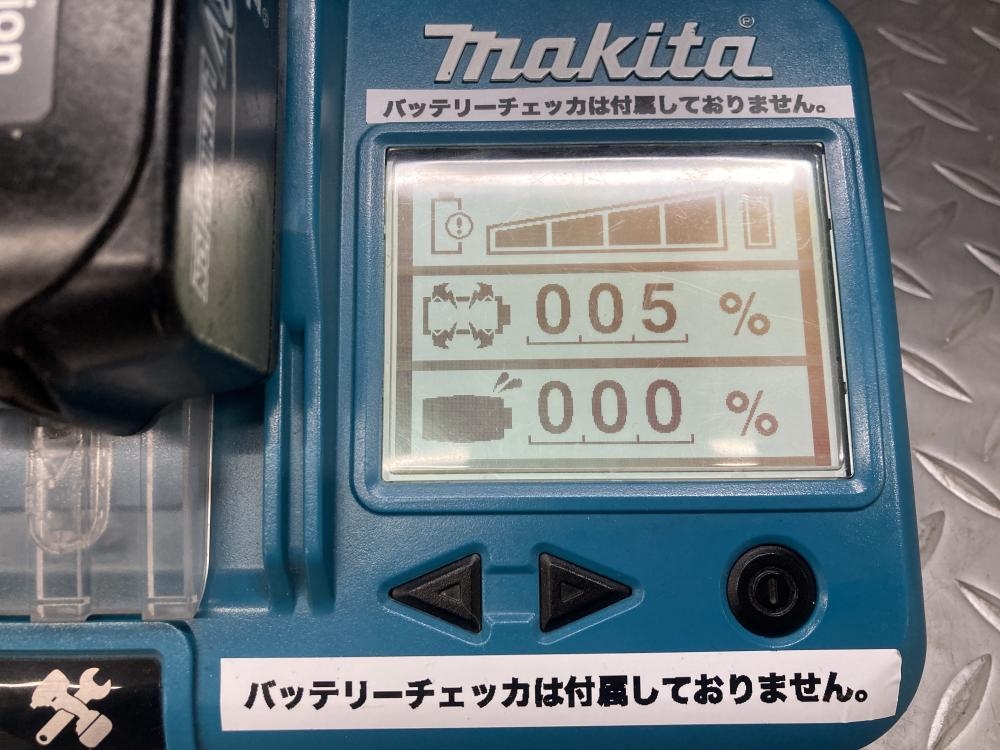 ion
makita®
バッテリーチェッカは付属しておりません。
005 %
000 %
バッテリーチェッカは付属しておりません。